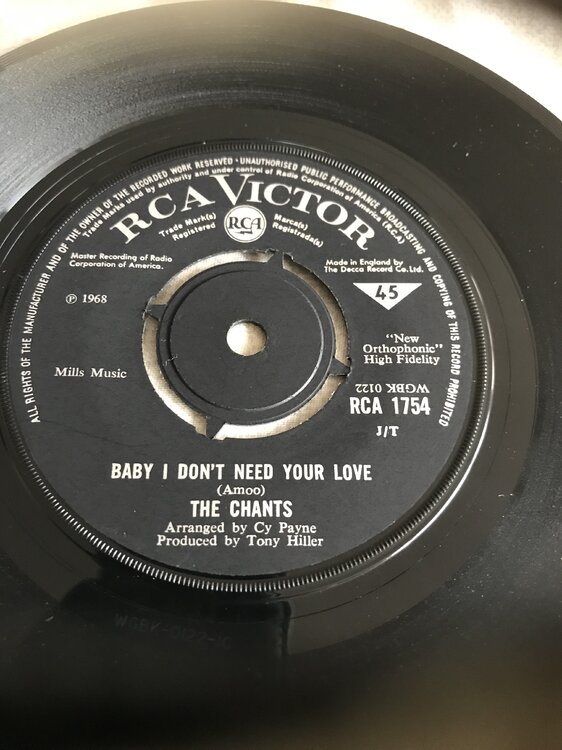 ALL RIGHTS OF THE MANUFACTURER AND OF THE OWNER OF THE RECORDED WORK RESERVED · UNAUTHORISED PUBLIC PERFORMANCE BROADCASTING AND COPYING OF THIS RECORD PROHIBITED
Trade Marks used by authority and under control of Radio Corporation of America (R.C.A.)
RCA VICTOR
Trade Mark(s) Registered
RCA
Marca(s) Registrada(s)
Master Recording of Radio
Corporation of America.
Made in England by
The Decca Record Co. Ltd.
℗ 1968
45
"New
Orthophonic"
High Fidelity
Mills Music
WGBK 0122
RCA 1754
J/T
BABY I DON'T NEED YOUR LOVE
(Amoo)
THE CHANTS
Arranged by Cy Payne
Produced by Tony Hiller
WGBK-0122-1C